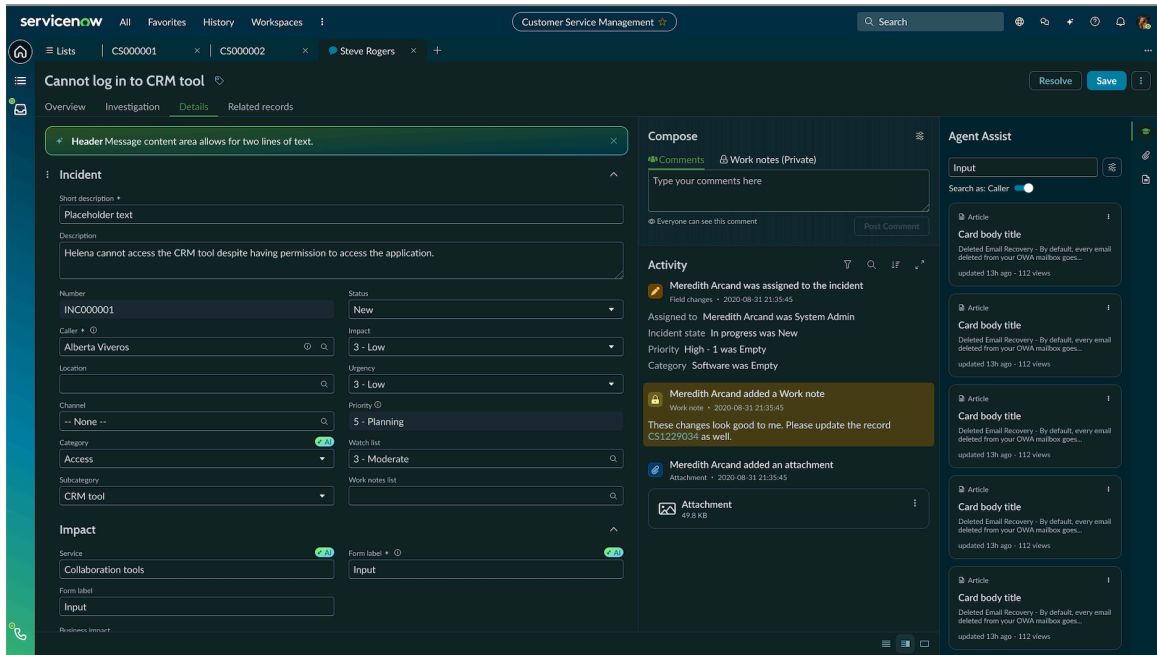 servicenow All Favorites History Workspaces Customer Service Management Search
Lists CS000001 CS000002 Steve Rogers
Cannot log in to CRM tool Resolve Save
Overview Investigation Details Related records
Header Message content area allows for two lines of text.
Incident
Short description
Placeholder text
Description
Helena cannot access the CRM tool despite having permission to access the application.
Number Status
INC000001 New
Caller Impact
Alberta Viveros 3 - Low
Location Urgency
3 - Low
Channel Priority
-- None -- 5 - Planning
Category AI Watch list
Access 3 - Moderate
Subcategory Work notes list
CRM tool
Impact
Service AI Form label AI
Collaboration tools Input
Form label
Input
Business impact
Compose
Comments Work notes (Private)
Type your comments here
Everyone can see this comment Post Comment
Activity
Meredith Arcand was assigned to the incident
Field changes • 2020-08-31 21:35:45
Assigned to Meredith Arcand was System Admin
Incident state In progress was New
Priority High - 1 was Empty
Category Software was Empty
Meredith Arcand added a Work note
Work note • 2020-08-31 21:35:45
These changes look good to me. Please update the record
CS1229034 as well.
Meredith Arcand added an attachment
Attachment • 2020-08-31 21:35:45
Attachment
49.8 KB
Agent Assist
Input
Search as: Caller
Article
Card body title
Deleted Email Recovery - By default, every email
deleted from your OWA mailbox goes...
updated 13h ago - 112 views
Article
Card body title
Deleted Email Recovery - By default, every email
deleted from your OWA mailbox goes...
updated 13h ago - 112 views
Article
Card body title
Deleted Email Recovery - By default, every email
deleted from your OWA mailbox goes...
updated 13h ago - 112 views
Article
Card body title
Deleted Email Recovery - By default, every email
deleted from your OWA mailbox goes...
updated 13h ago - 112 views
Article
Card body title
Deleted Email Recovery - By default, every email
deleted from your OWA mailbox goes...
updated 13h ago - 112 views